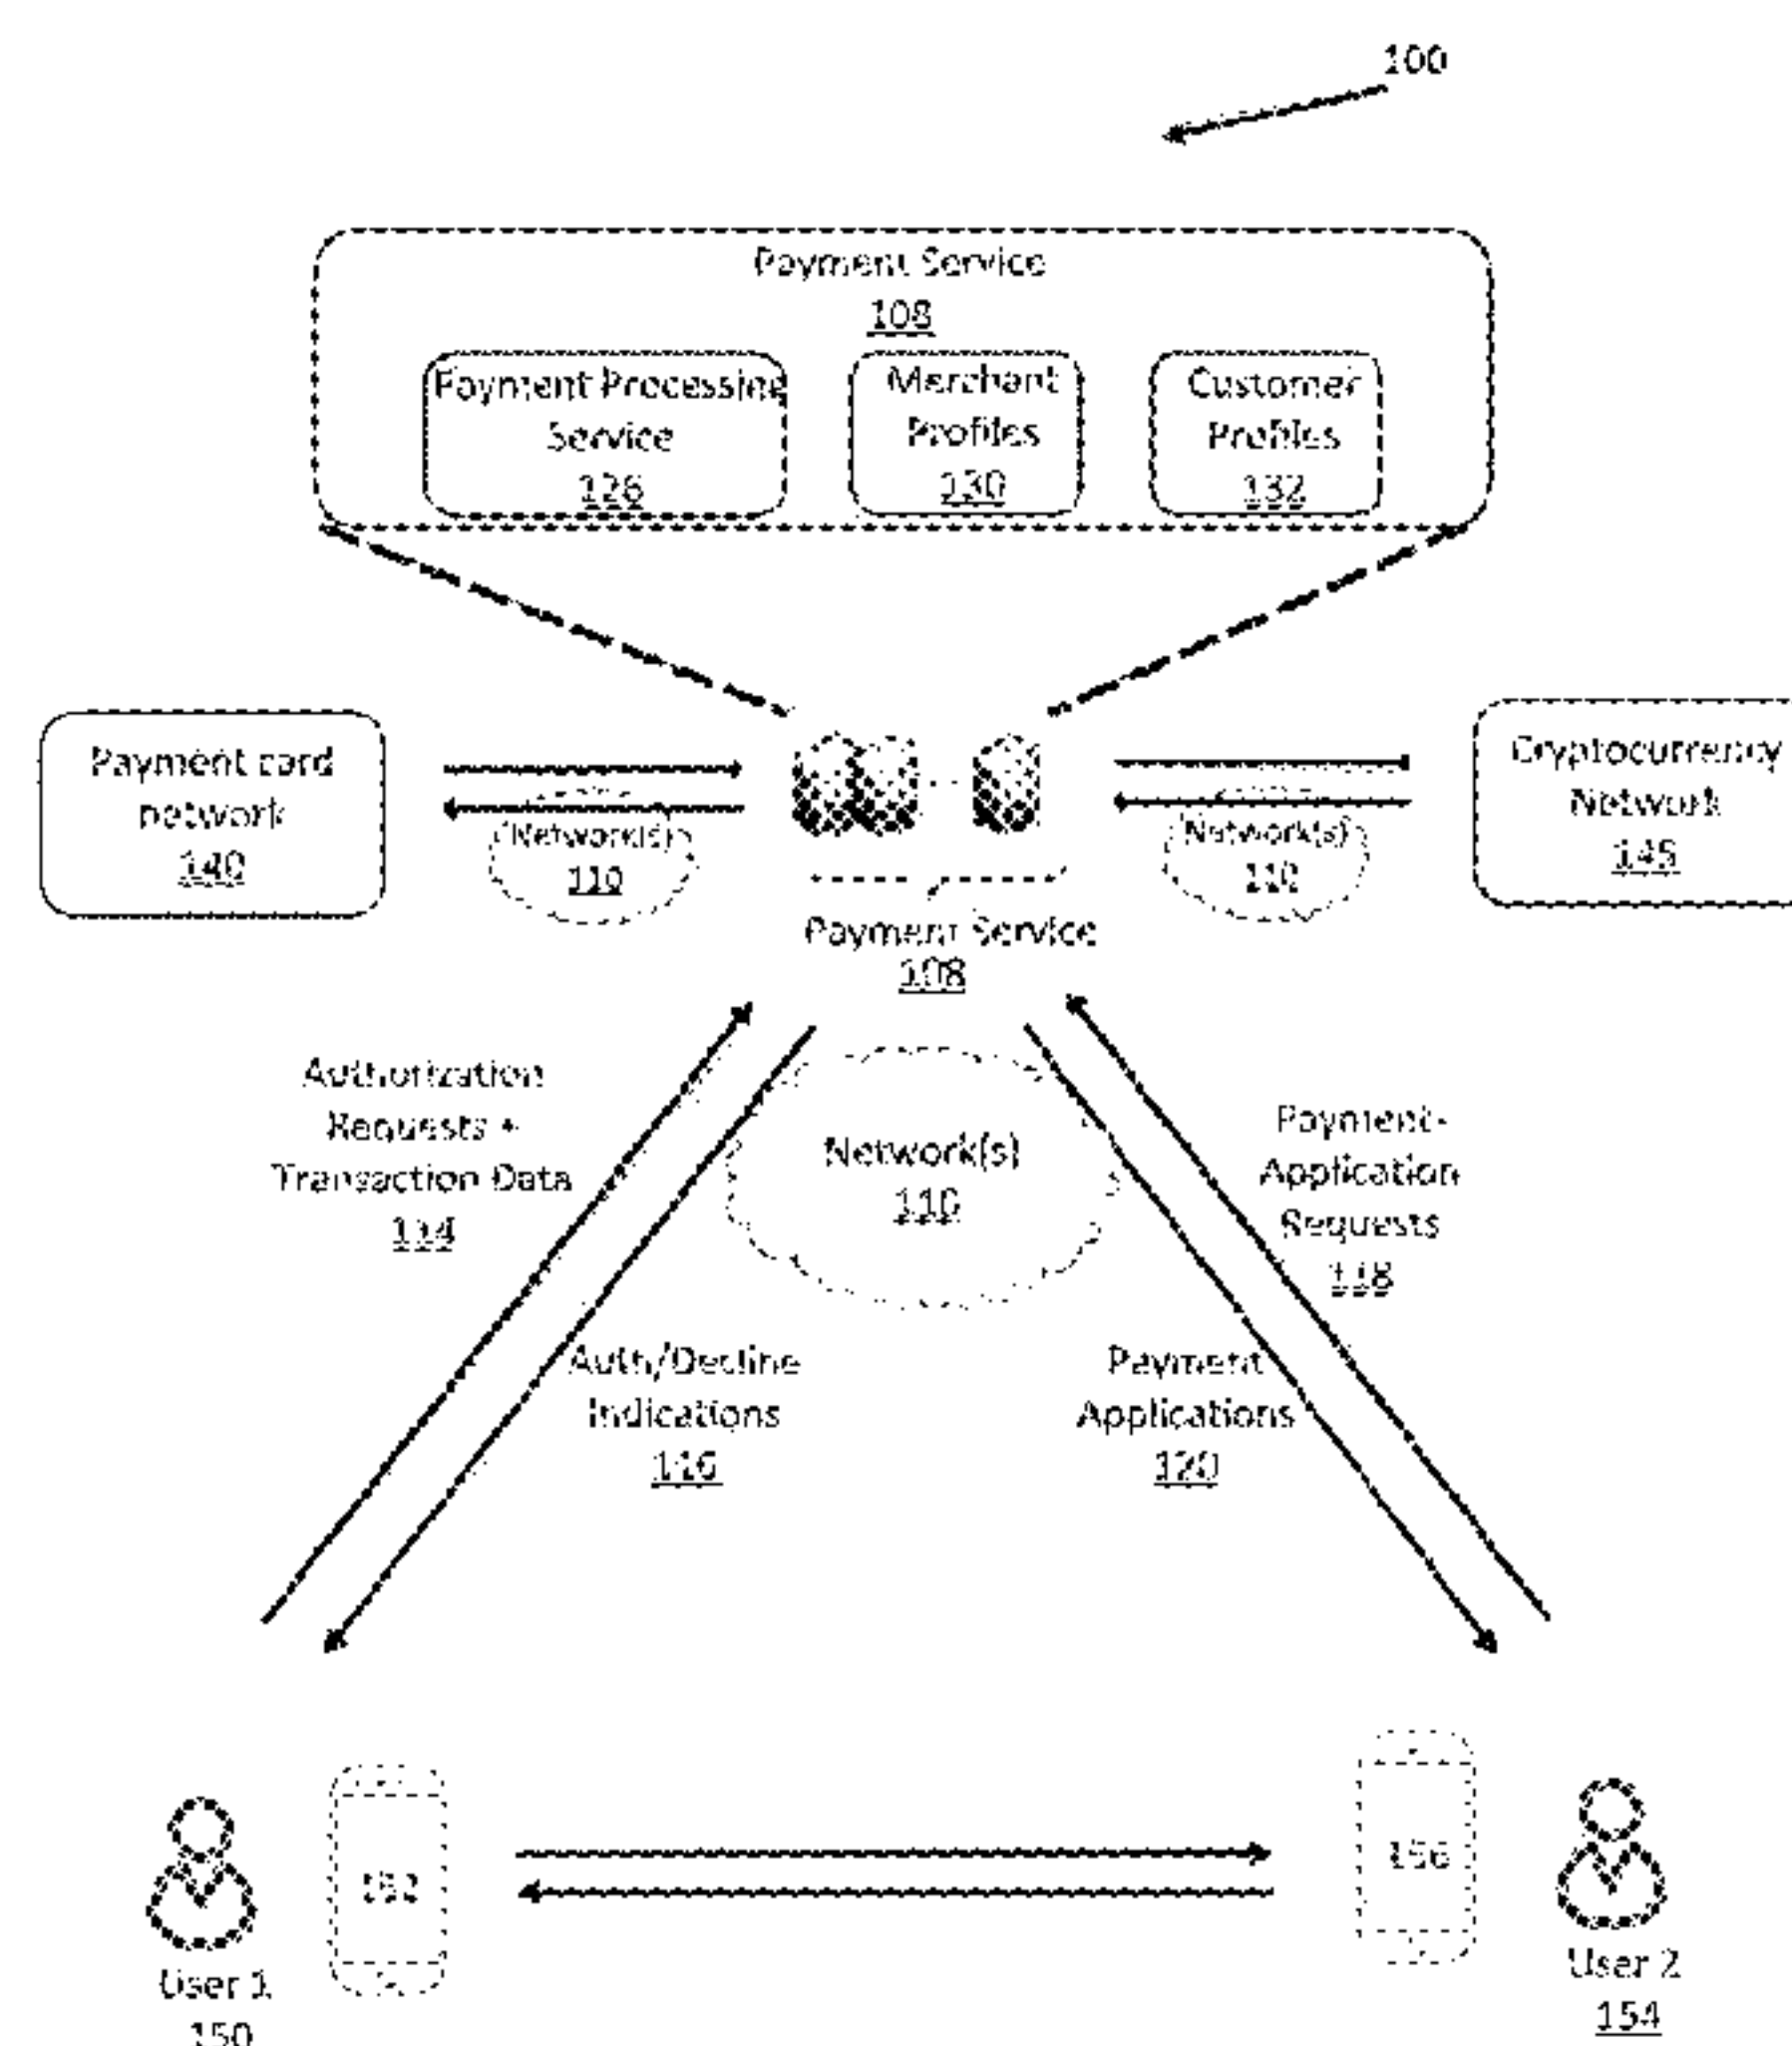 100
Payment Service
108
Payment Processing
Service
126
Merchant
Profiles
130
Customer
Profiles
132
Payment card
network
140
Network(s)
110
Payment Service
108
Network(s)
110
Cryptocurrency
Network
145
Authorization
Requests +
Transaction Data
114
Network(s)
110
Payment-
Application
Requests
118
Auth/Decline
Indications
116
Payment
Applications
120
152
156
User 1
150
User 2
154